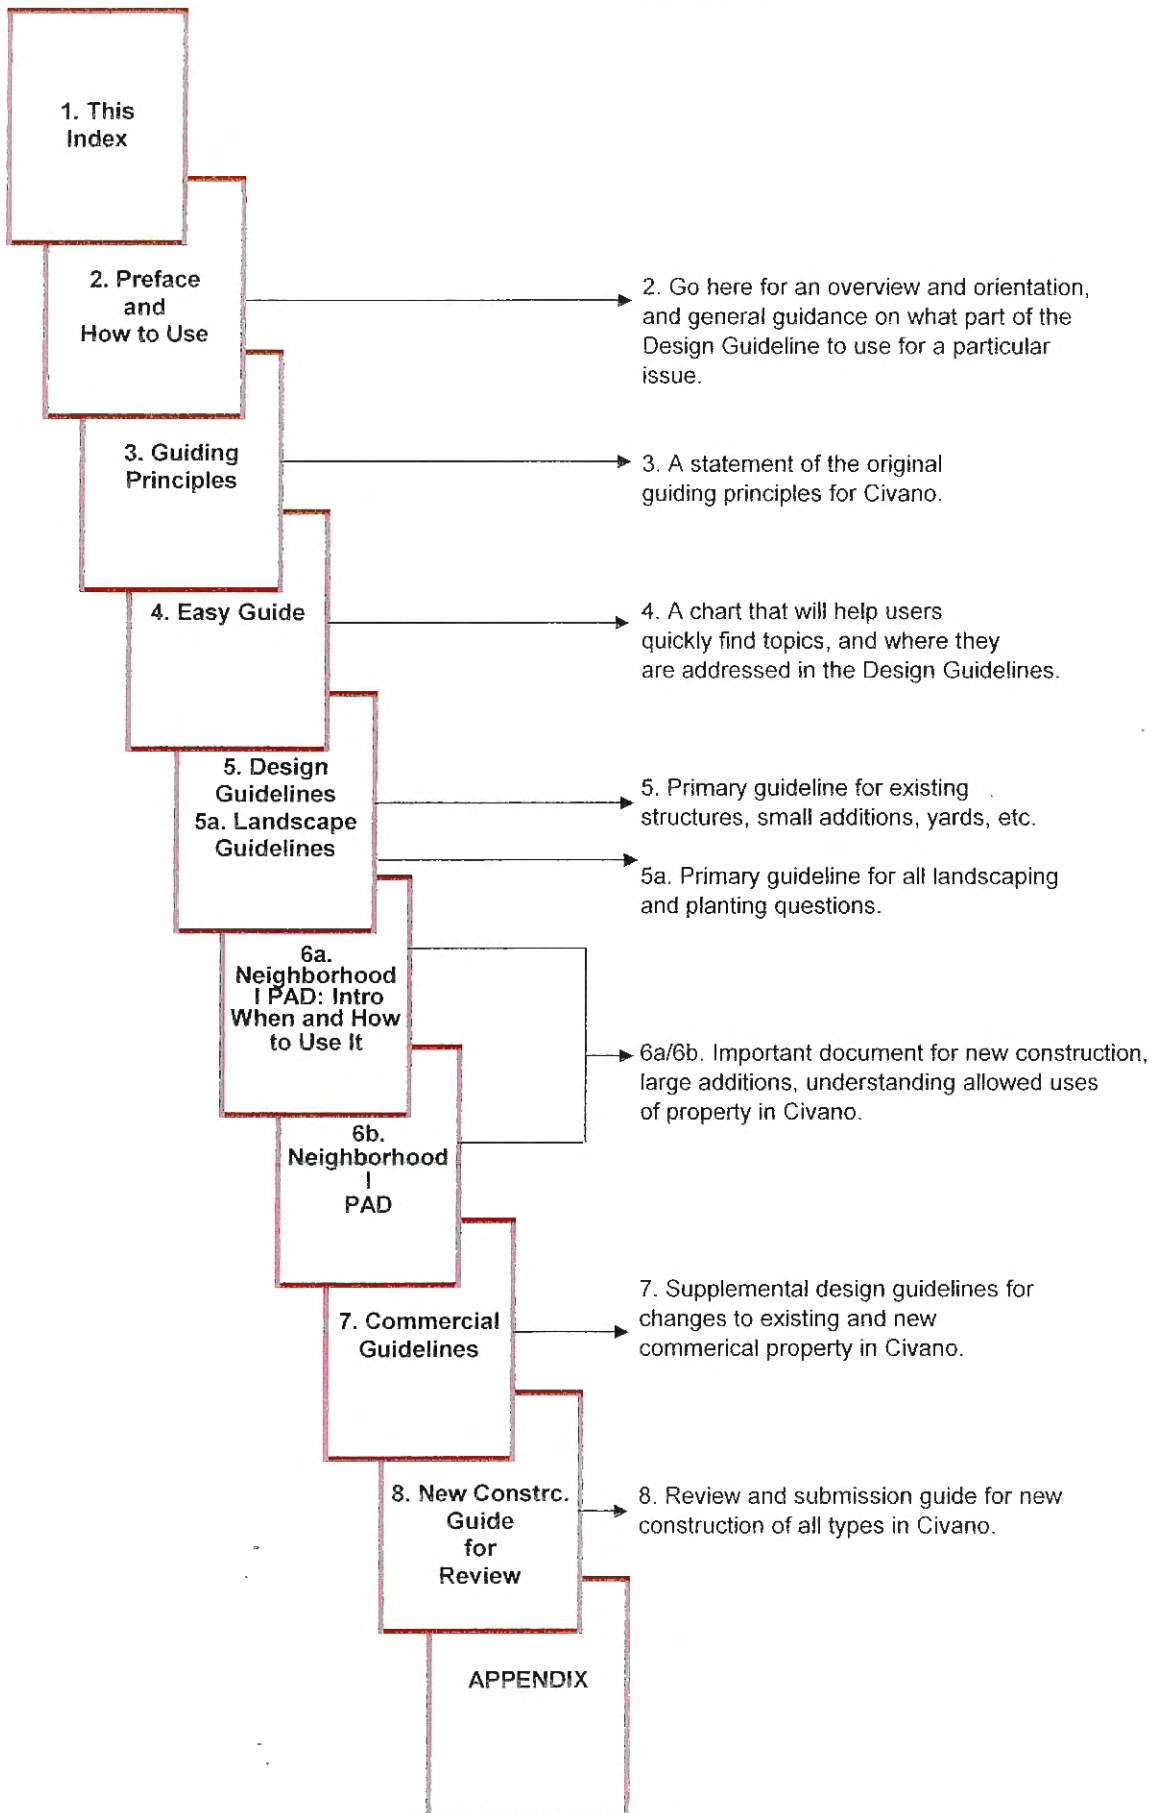 1. This
Index
2. Preface
and
How to Use
2. Go here for an overview and orientation,
and general guidance on what part of the
Design Guideline to use for a particular
issue.
3. Guiding
Principles
3. A statement of the original
guiding principles for Civano.
4. Easy Guide
4. A chart that will help users
quickly find topics, and where they
are addressed in the Design Guidelines.
5. Design
Guidelines
5a. Landscape
Guidelines
5. Primary guideline for existing
structures, small additions, yards, etc.
5a. Primary guideline for all landscaping
and planting questions.
6a.
Neighborhood
I PAD: Intro
When and How
to Use It
6a/6b. Important document for new construction,
large additions, understanding allowed uses
of property in Civano.
6b.
Neighborhood
I
PAD
7. Commercial
Guidelines
7. Supplemental design guidelines for
changes to existing and new
commerical property in Civano.
8. New Constrc.
Guide
for
Review
8. Review and submission guide for new
construction of all types in Civano.
APPENDIX